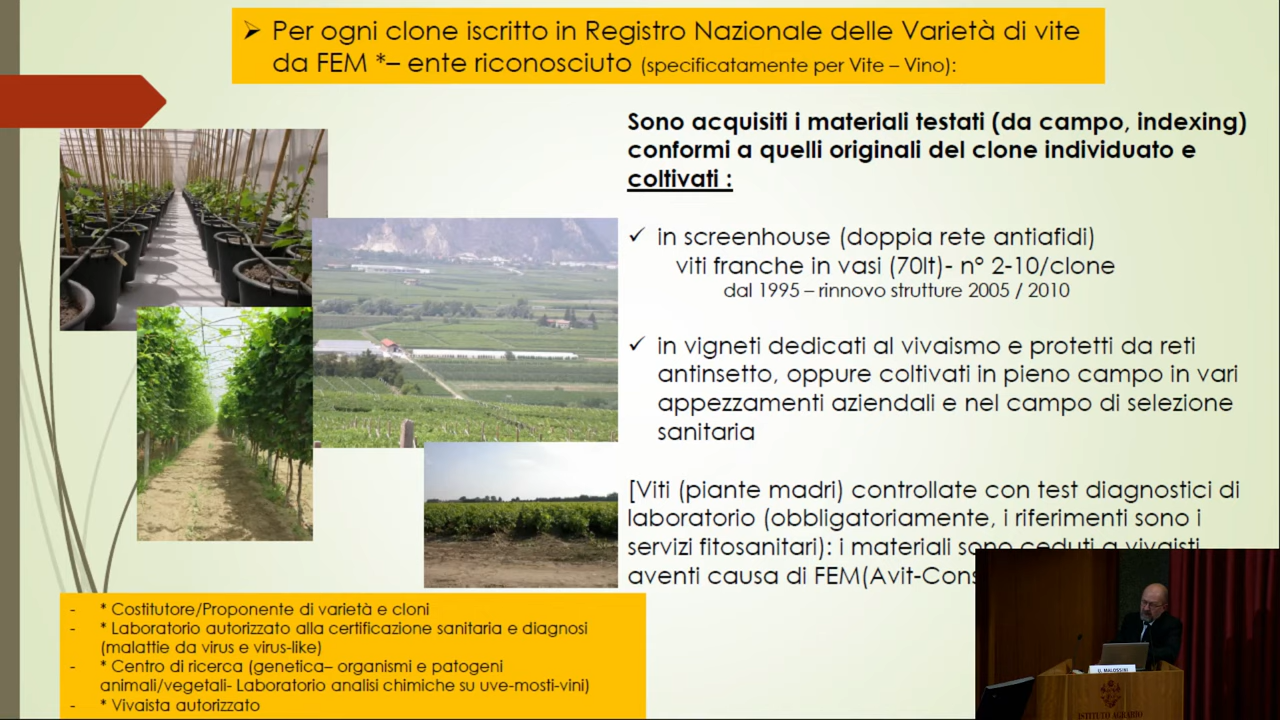 Per ogni clone iscritto in Registro Nazionale delle Varietà di vite
da FEM *– ente riconosciuto (specificatamente per Vite – Vino):
Sono acquisiti i materiali testati (da campo, indexing)
conformi a quelli originali del clone individuato e
coltivati :
✓ in screenhouse (doppia rete antiafidi)
viti franche in vasi (70lt)- n° 2-10/clone
dal 1995 – rinnovo strutture 2005 / 2010
✓ in vigneti dedicati al vivaismo e protetti da reti
antinsetto, oppure coltivati in pieno campo in vari
appezzamenti aziendali e nel campo di selezione
sanitaria
[Viti (piante madri) controllate con test diagnostici di
laboratorio (obbligatoriamente, i riferimenti sono i
servizi fitosanitari): i materiali sono ceduti a vivaisti
aventi causa di FEM(Avit-Cons
- * Costitutore/Proponente di varietà e cloni
- * Laboratorio autorizzato alla certificazione sanitaria e diagnosi
(malattie da virus e virus-like)
- * Centro di ricerca (genetica– organismi e patogeni
animali/vegetali- Laboratorio analisi chimiche su uve-mosti-vini)
- * Vivaista autorizzato
U. MALOSSINI
ISTITUTO AGRARIO